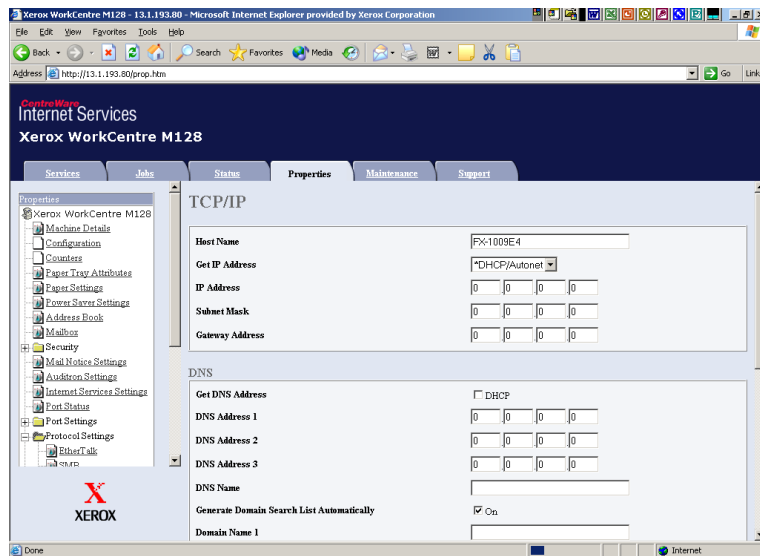 Xerox WorkCentre M128 - 13.1.193.80 - Microsoft Internet Explorer provided by Xerox Corporation
File Edit View Favorites Tools Help
Back Search Favorites Media
Address http://13.1.193.80/prop.htm Go
CentreWare
Internet Services
Xerox WorkCentre M128
Services Jobs Status Properties Maintenance Support
Properties
Xerox WorkCentre M128
Machine Details
Configuration
Counters
Paper Tray Attributes
Paper Settings
Power Saver Settings
Address Book
Mailbox
Security
Mail Notice Settings
Auditron Settings
Internet Services Settings
Port Status
Port Settings
Protocol Settings
EtherTalk
SMB
X
XEROX
TCP/IP
Host Name FX-1009E4
Get IP Address *DHCP/Autonet
IP Address 0 .0 .0 .0
Subnet Mask 0 .0 .0 .0
Gateway Address 0 .0 .0 .0
DNS
Get DNS Address DHCP
DNS Address 1 0 .0 .0 .0
DNS Address 2 0 .0 .0 .0
DNS Address 3 0 .0 .0 .0
DNS Name
Generate Domain Search List Automatically On
Domain Name 1
Done Internet